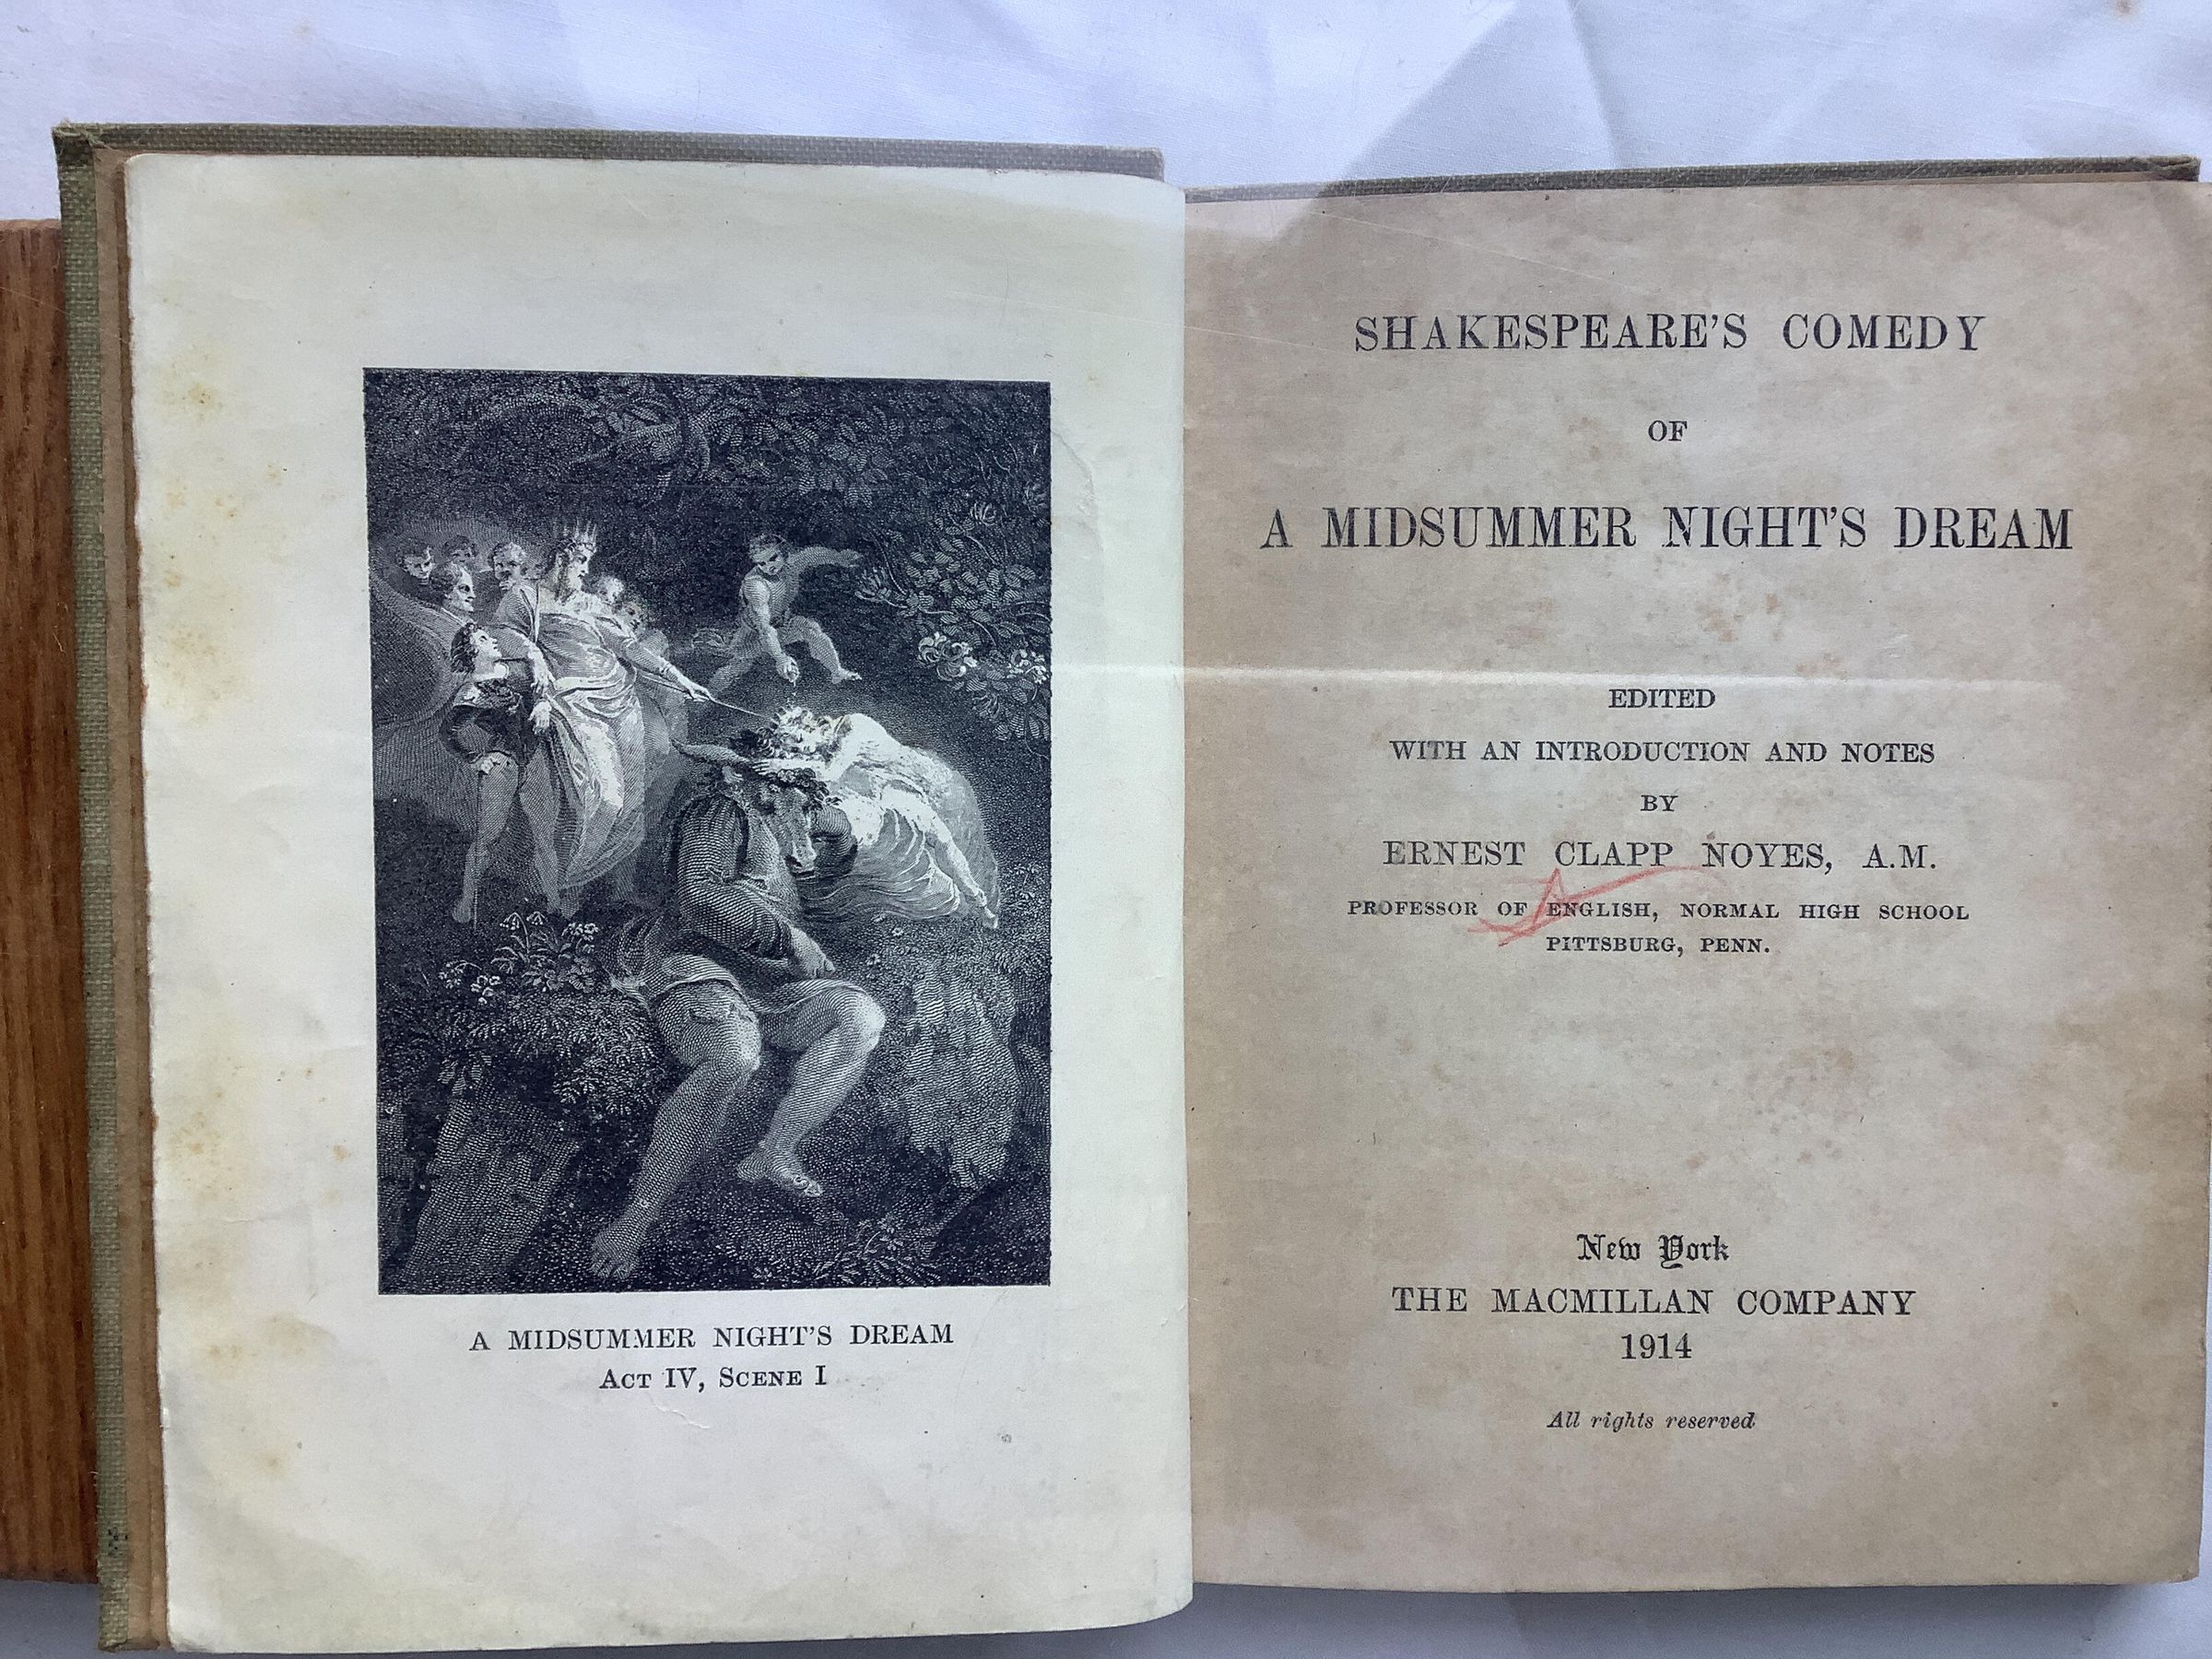 A MIDSUMMER NIGHT'S DREAM
ACT IV, SCENE I
SHAKESPEARE'S COMEDY
OF
A MIDSUMMER NIGHT'S DREAM
EDITED
WITH AN INTRODUCTION AND NOTES
BY
ERNEST CLAPP NOYES, A.M.
PROFESSOR OF ENGLISH, NORMAL HIGH SCHOOL
PITTSBURG, PENN.
New York
THE MACMILLAN COMPANY
1914
All rights reserved